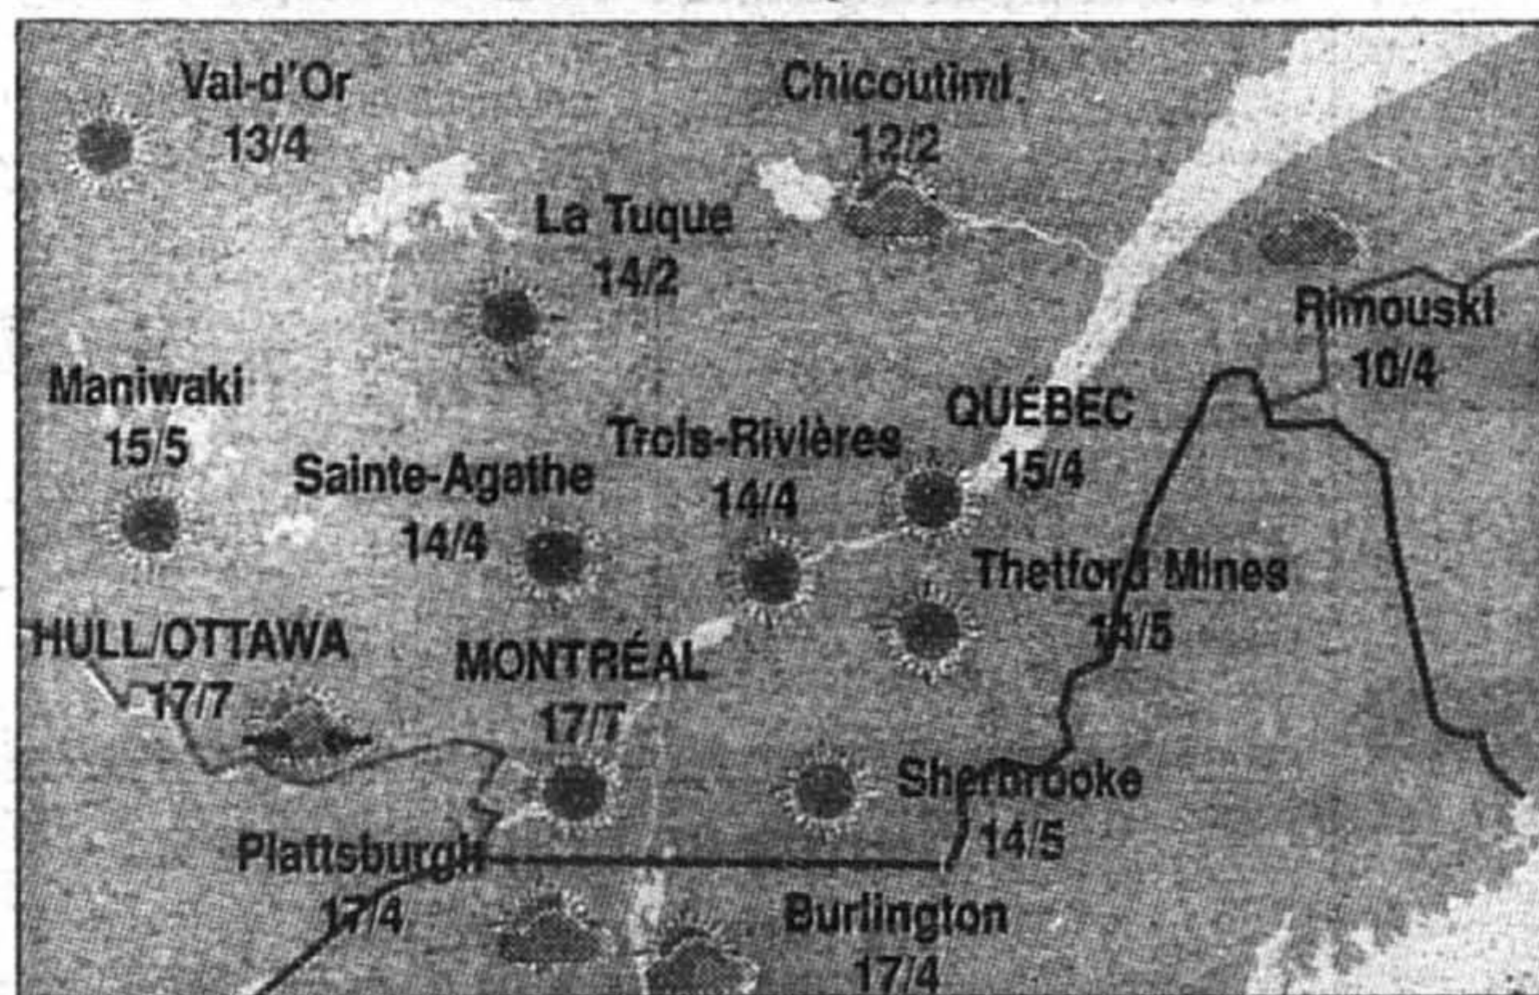 Val-d'Or
13/4
Chicoutimi
12/2
La Tuque
14/2
Rimouski
10/4
Maniwaki
15/5
Sainte-Agathe
14/4
Trois-Rivières
14/4
QUÉBEC
15/4
Thetford Mines
14/5
HULL/OTTAWA
17/7
MONTRÉAL
17/7
Sherbrooke
14/5
Plattsburgh
17/4
Burlington
17/4